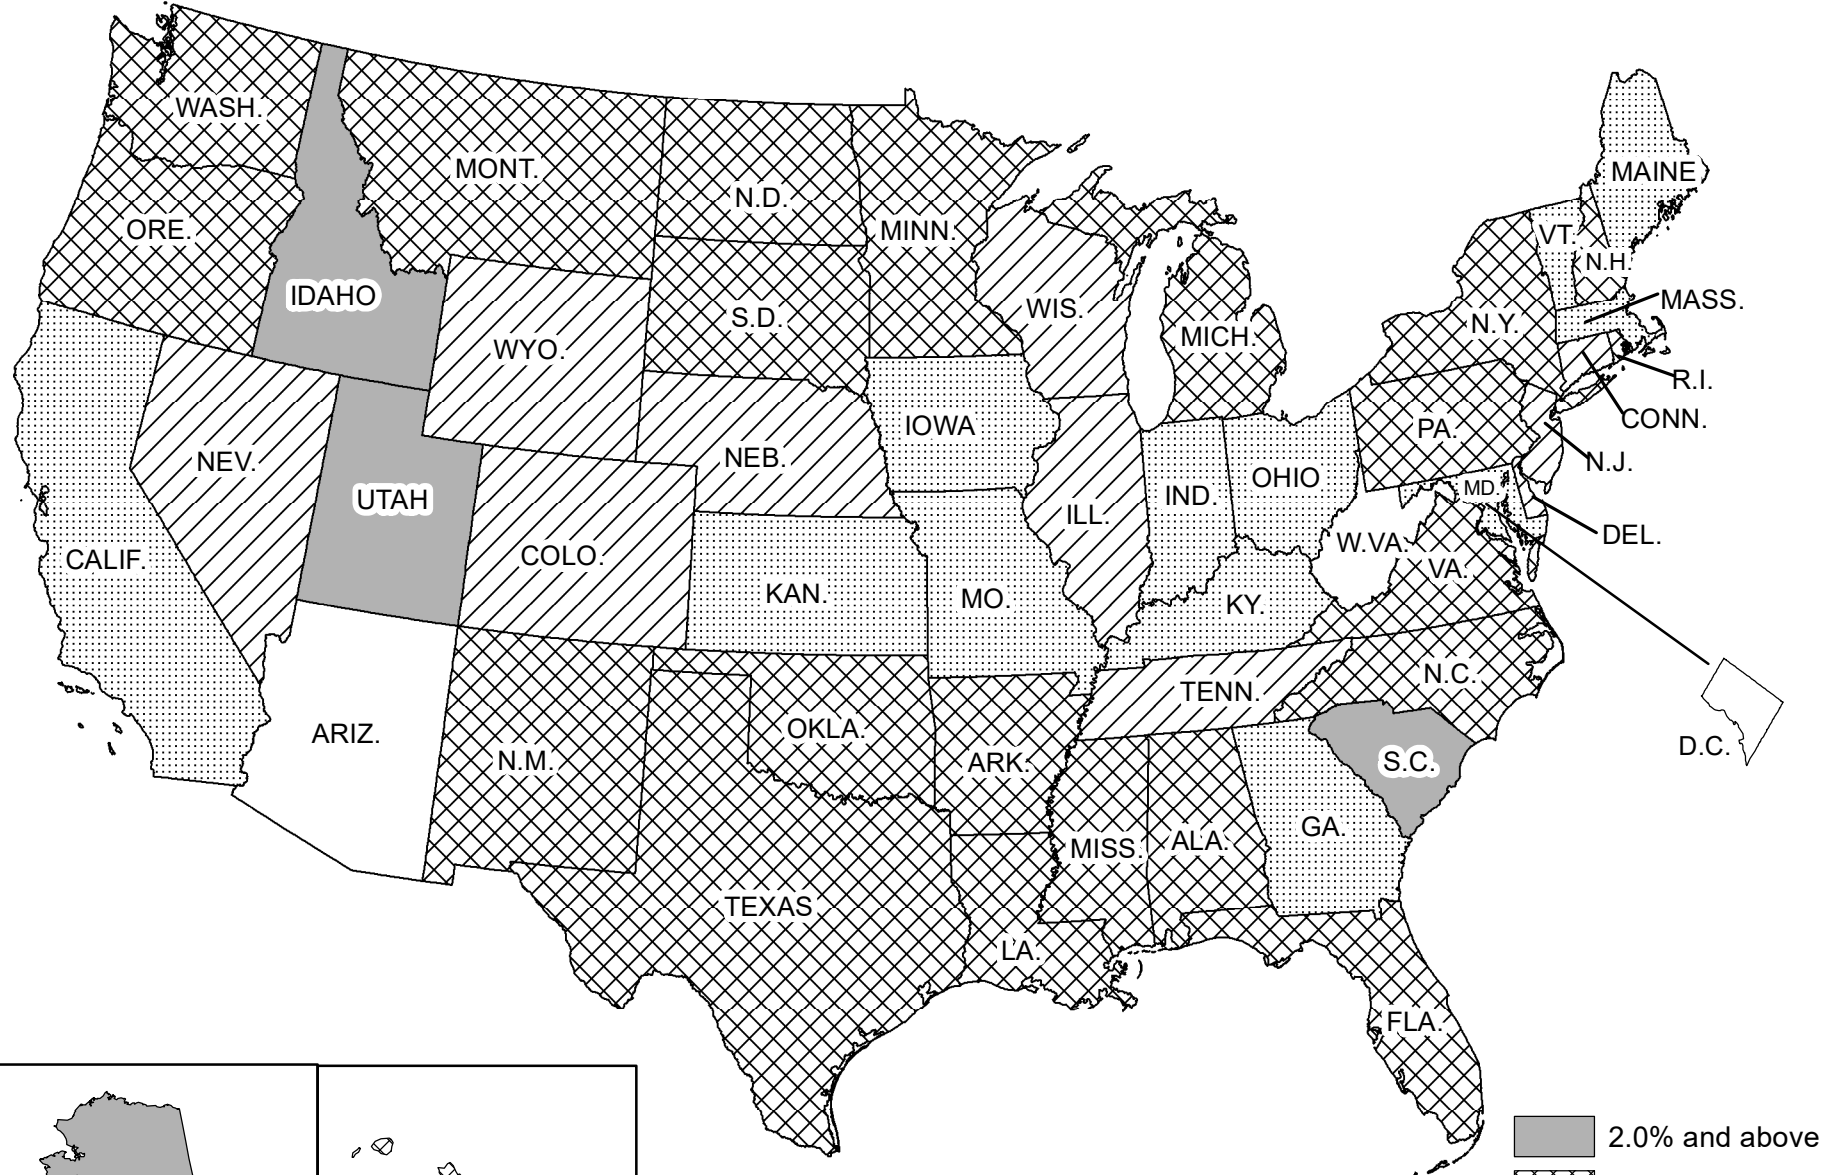 WASH.
MONT.
N.D.
MINN.
MAINE
ORE.
VT.
N.H.
IDAHO
S.D.
WIS.
MICH.
N.Y.
MASS.
WYO.
R.I.
CONN.
IOWA
PA.
NEV.
NEB.
N.J.
UTAH
OHIO
IND.
MD.
ILL.
DEL.
CALIF.
COLO.
KAN.
MO.
W.VA.
VA.
KY.
N.C.
TENN.
ARIZ.
N.M.
OKLA.
ARK.
S.C.
D.C.
GA.
MISS.
ALA.
TEXAS
LA.
FLA.
2.0% and above